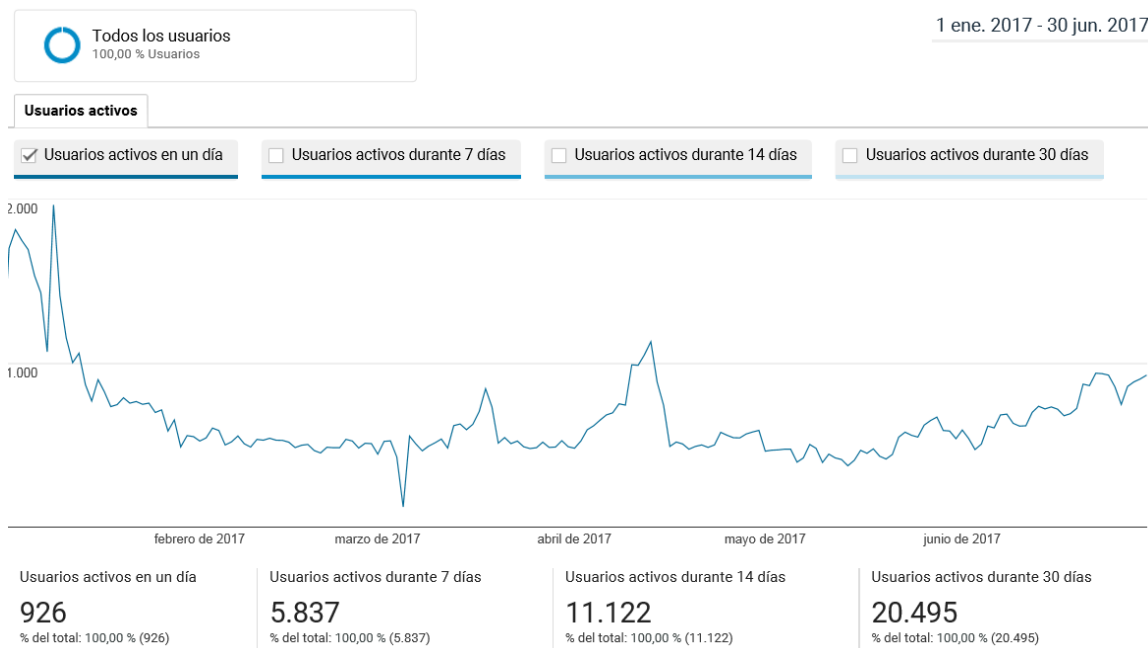 Todos los usuarios
100,00 % Usuarios
1 ene. 2017 - 30 jun. 2017
Usuarios activos
Usuarios activos en un día
Usuarios activos durante 7 días
Usuarios activos durante 14 días
Usuarios activos durante 30 días
2.000
1.000
febrero de 2017
marzo de 2017
abril de 2017
mayo de 2017
junio de 2017
Usuarios activos en un día
926
% del total: 100,00 % (926)
Usuarios activos durante 7 días
5.837
% del total: 100,00 % (5.837)
Usuarios activos durante 14 días
11.122
% del total: 100,00 % (11.122)
Usuarios activos durante 30 días
20.495
% del total: 100,00 % (20.495)